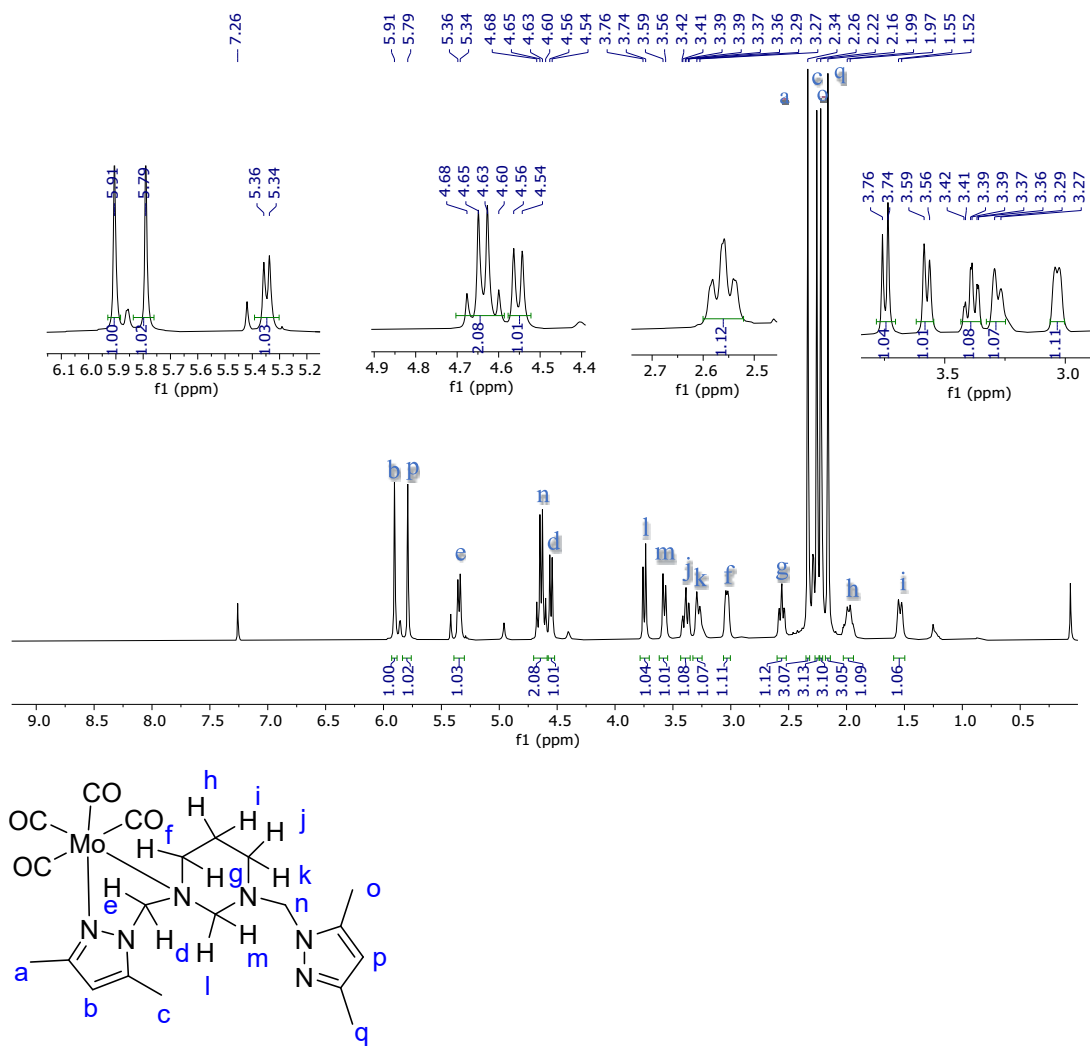 7.26 5.91 5.79 5.36 5.34 4.68 4.65 4.63 4.60 4.56 4.54 3.76 3.74 3.59 3.56 3.42 3.41 3.39 3.39 3.37 3.36 3.29 3.27 2.34 2.26 2.22 2.16 1.99 1.97 1.55 1.52
a c o q
5.91 5.79 5.36 5.34
4.68 4.65 4.63 4.60 4.56 4.54
3.76 3.74 3.59 3.56 3.42 3.41 3.39 3.39 3.37 3.36 3.29 3.27
1.00 1.02 1.03
2.08 1.01
1.12
1.04 1.01 1.08 1.07 1.11
6.1 6.0 5.9 5.8 5.5 5.4 5.3 5.2
f1 (ppm)
4.9 4.8 4.7 4.6 4.5 4.4
f1 (ppm)
2.7 2.6 2.5
f1 (ppm)
3.5 3.0
f1 (ppm)
b p e n d l m j k f g h i
1.00 1.02 1.03 2.08 1.01 1.04 1.01 1.08 1.07 1.11 1.12 3.07 3.13 3.10 3.05 1.09 1.06
9.0 8.5 8.0 7.5 7.0 6.5 6.0 5.5 5.0 4.5 4.0 3.5 3.0 2.5 2.0 1.5 1.0 0.5
f1 (ppm)
h i
CO H H j
OC CO f H
Mo H
OC H H H k
H g
e N N n o
N N H H N
a d l m N p
b c q